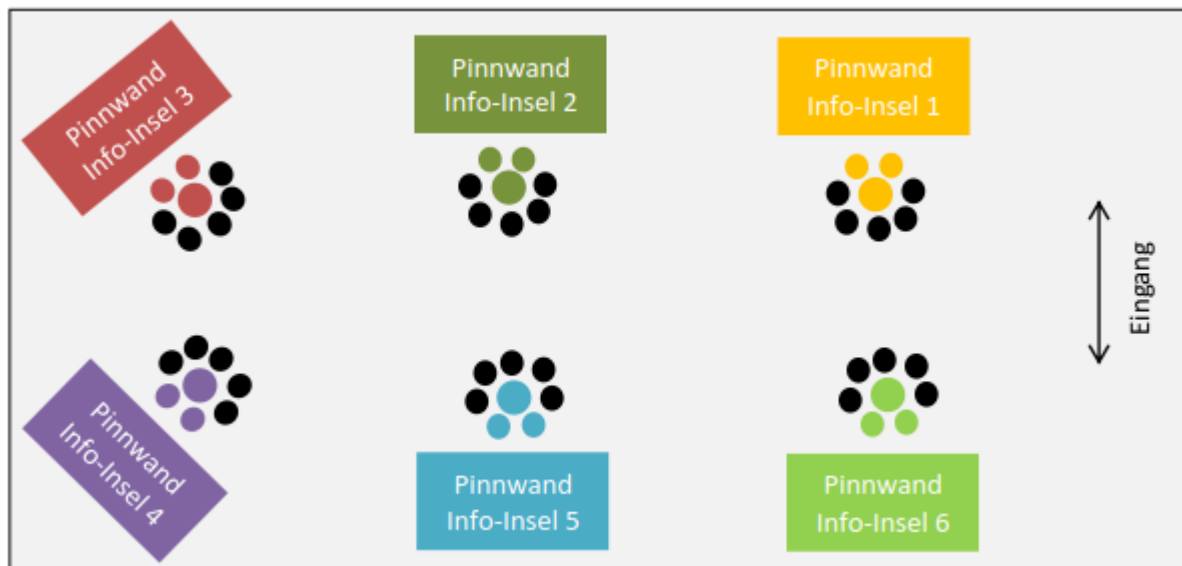 Pinnwand
Info-Insel 3
Pinnwand
Info-Insel 2
Pinnwand
Info-Insel 1
Eingang
Pinnwand
Info-Insel 4
Pinnwand
Info-Insel 5
Pinnwand
Info-Insel 6